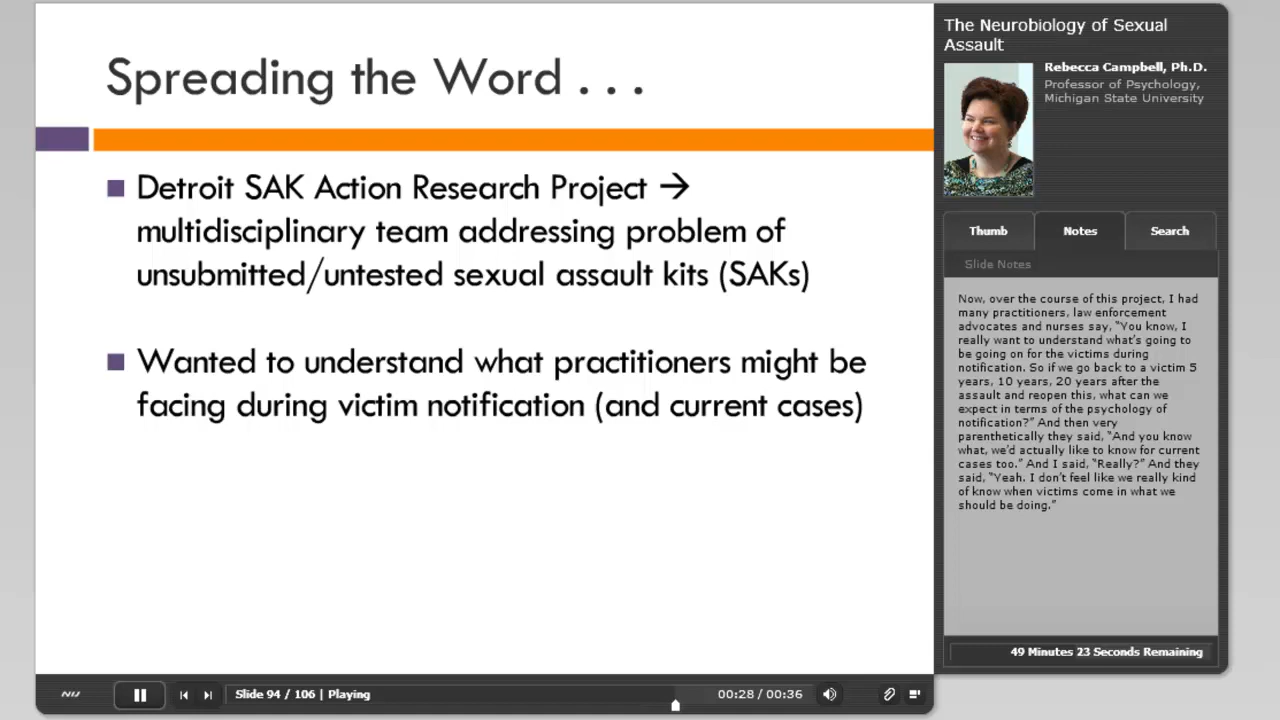 Spreading the Word . . .
Detroit SAK Action Research Project →
multidisciplinary team addressing problem of
unsubmitted/untested sexual assault kits (SAKs)
Wanted to understand what practitioners might be
facing during victim notification (and current cases)
The Neurobiology of Sexual
Assault
Rebecca Campbell, Ph.D.
Professor of Psychology,
Michigan State University
Thumb
Notes
Search
Slide Notes
Now, over the course of this project, I had
many practitioners, law enforcement
advocates and nurses say, “You know, I
really want to understand what’s going to
be going on for the victims during
notification. So if we go back to a victim 5
years, 10 years, 20 years after the
assault and reopen this, what can we
expect in terms of the psychology of
notification?” And then very
parenthetically they said, “And you know
what, we’d actually like to know for current
cases too.” And I said, “Really?” And they
said, “Yeah. I don’t feel like we really kind
of know when victims come in what we
should be doing.”
49 Minutes 23 Seconds Remaining
NIJ
Slide 94 / 106 | Playing
00:28 / 00:36